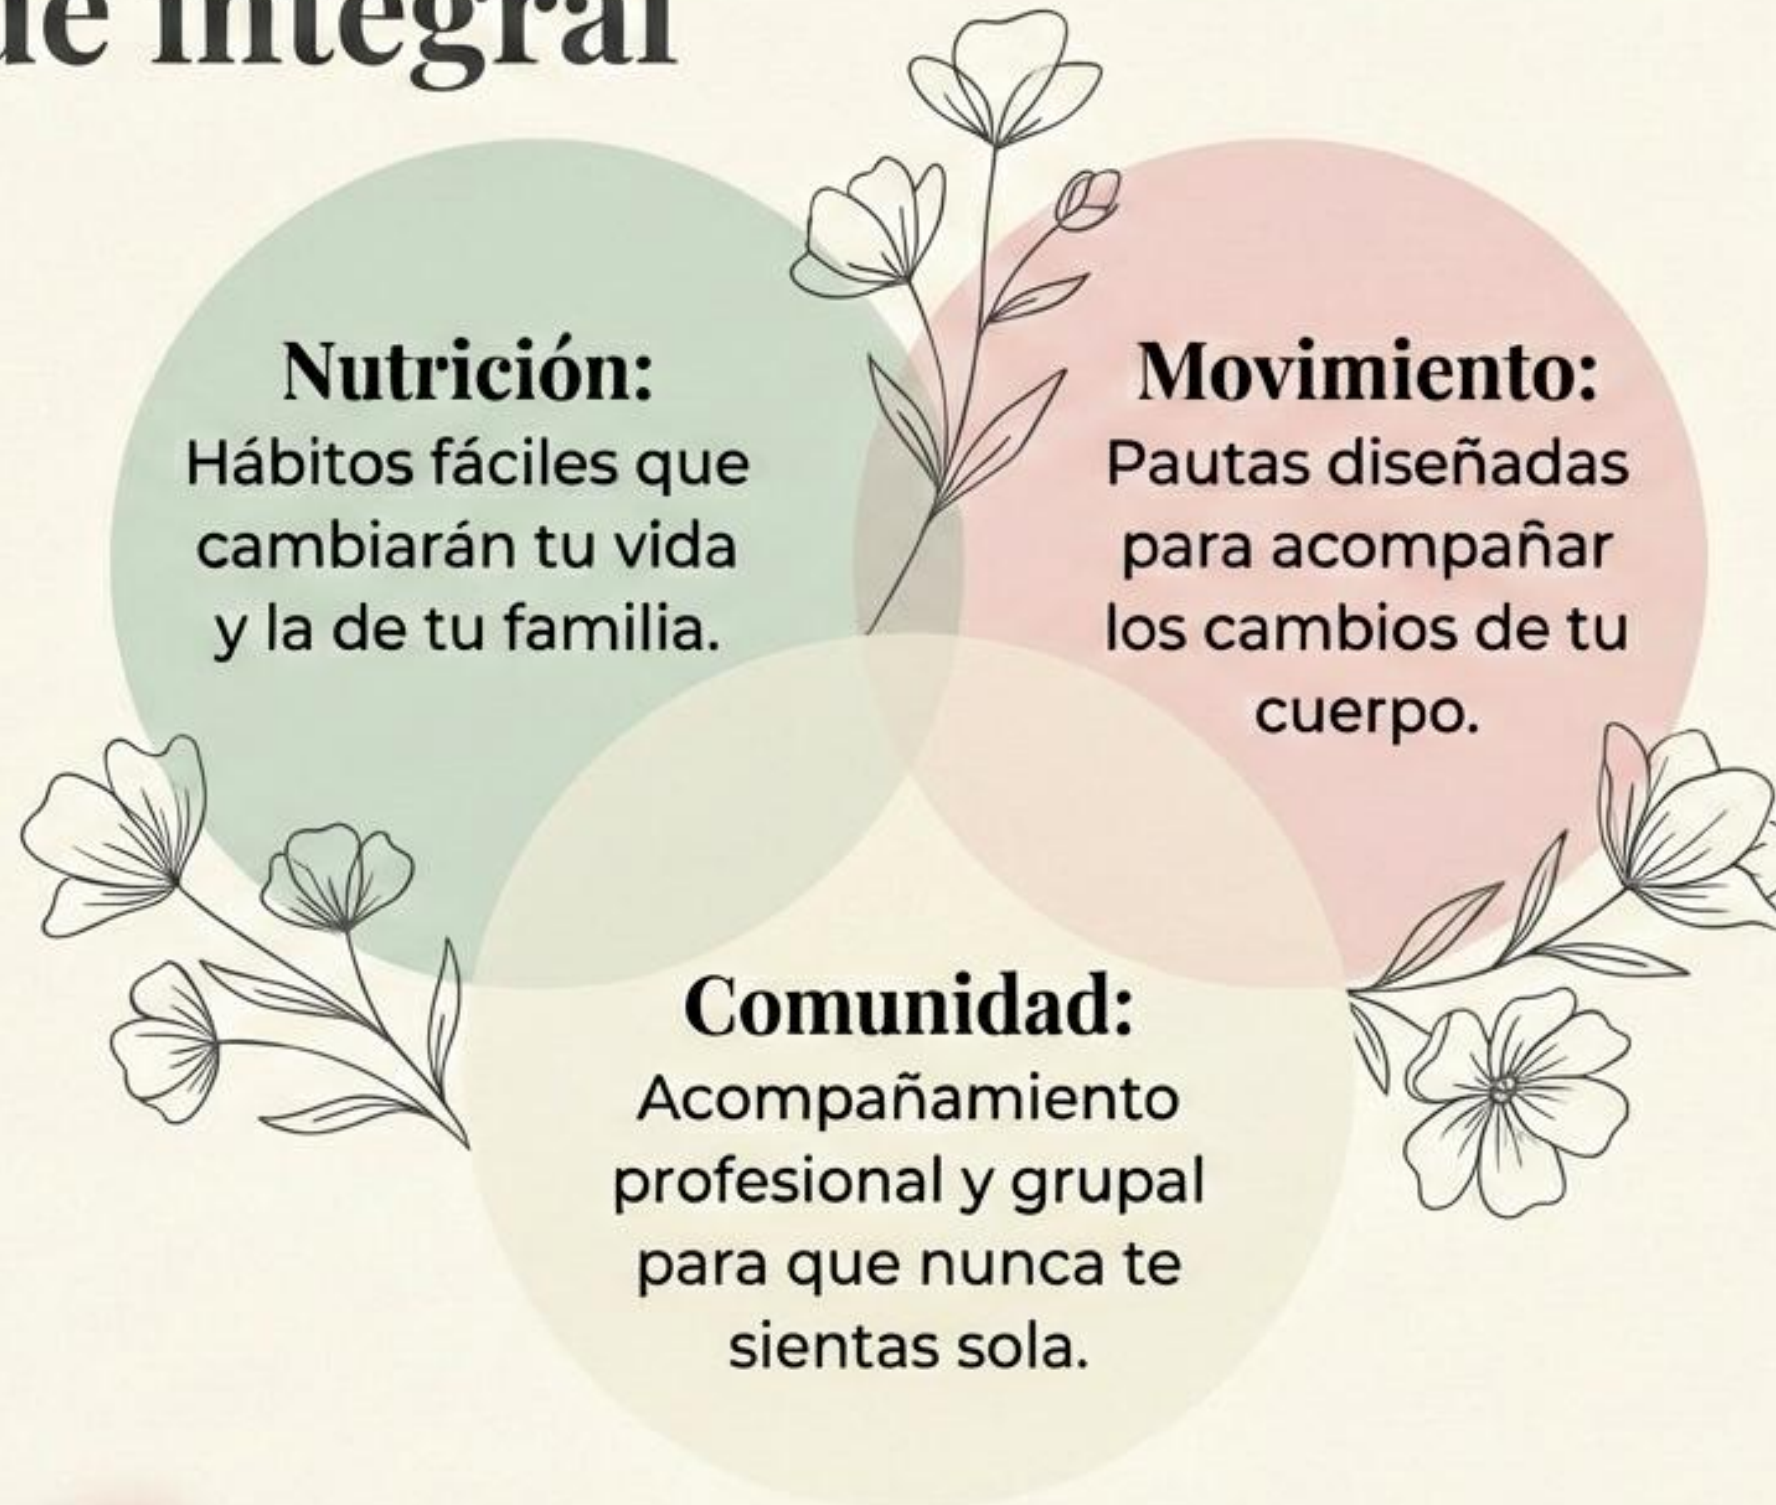 integral
Nutrición:
Hábitos fáciles que
cambiarán tu vida
y la de tu familia.
Movimiento:
Pautas diseñadas
para acompañar
los cambios de tu
cuerpo.
Comunidad:
Acompañamiento
profesional y grupal
para que nunca te
sientas sola.